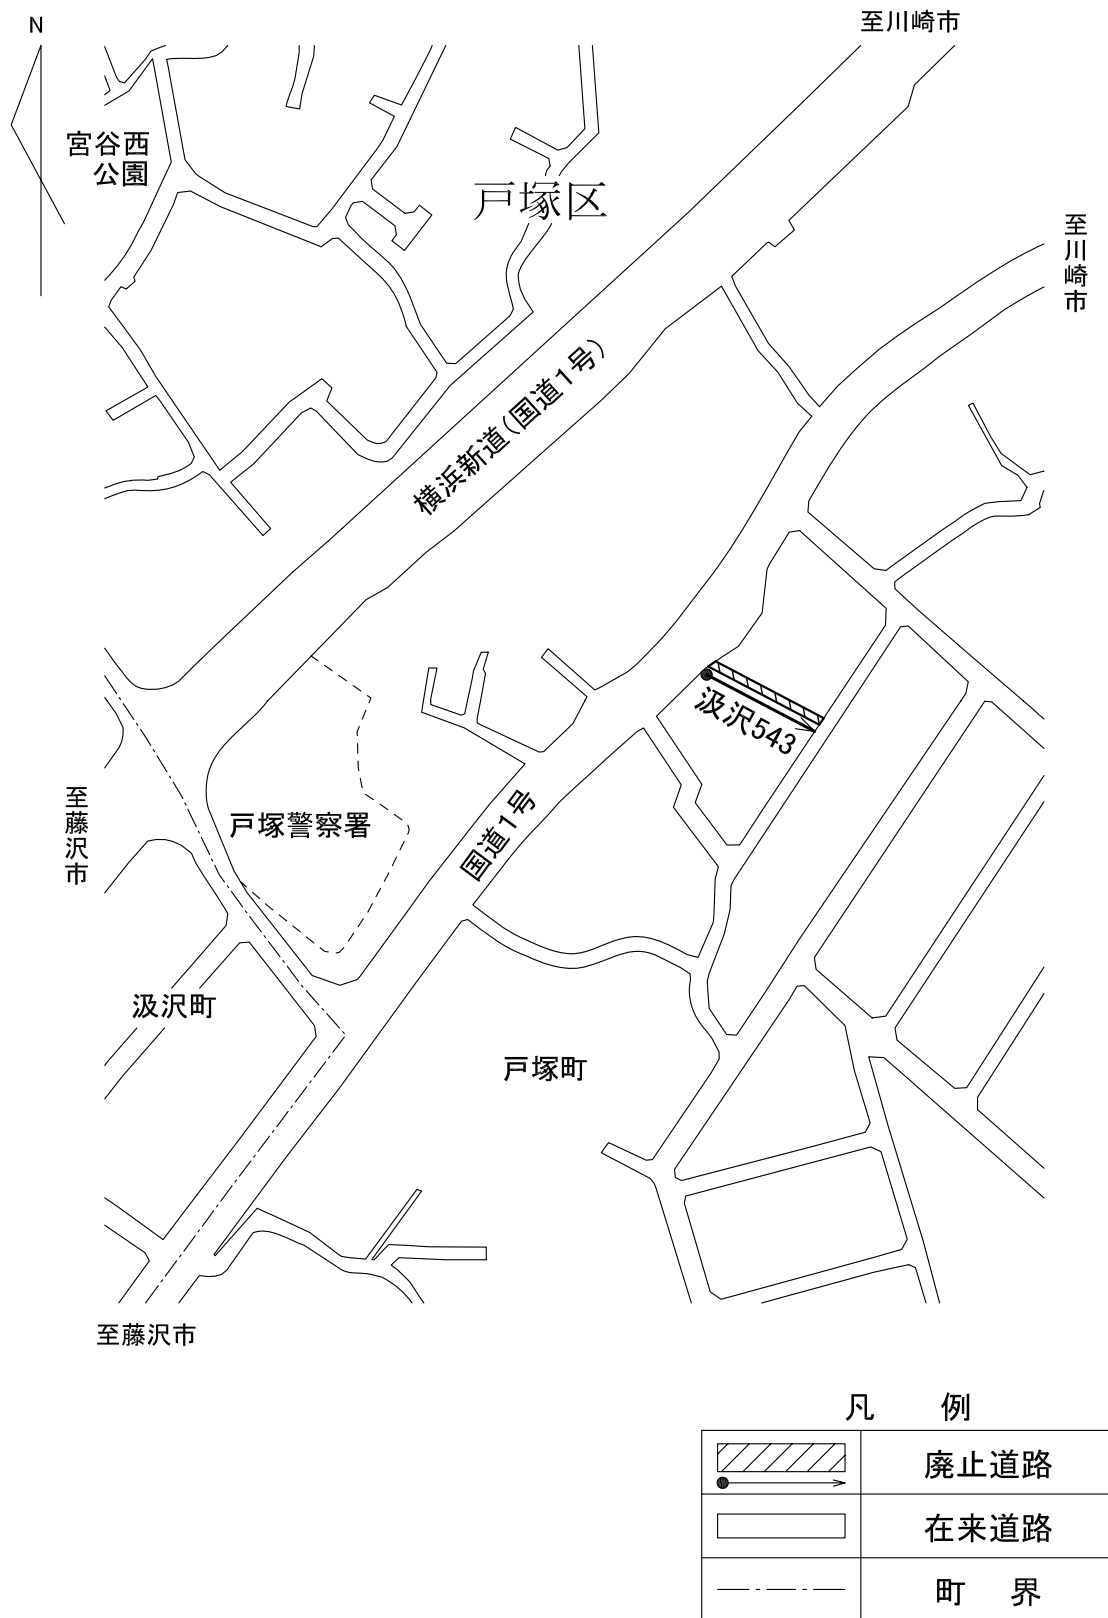 N
至川崎市
宮谷西
公園
戸塚区
至川崎市
横浜新道(国道1号)
汲沢543
至藤沢市
戸塚警察署
国道1号
汲沢町
戸塚町
至藤沢市
凡 例
廃止道路
在来道路
町 界